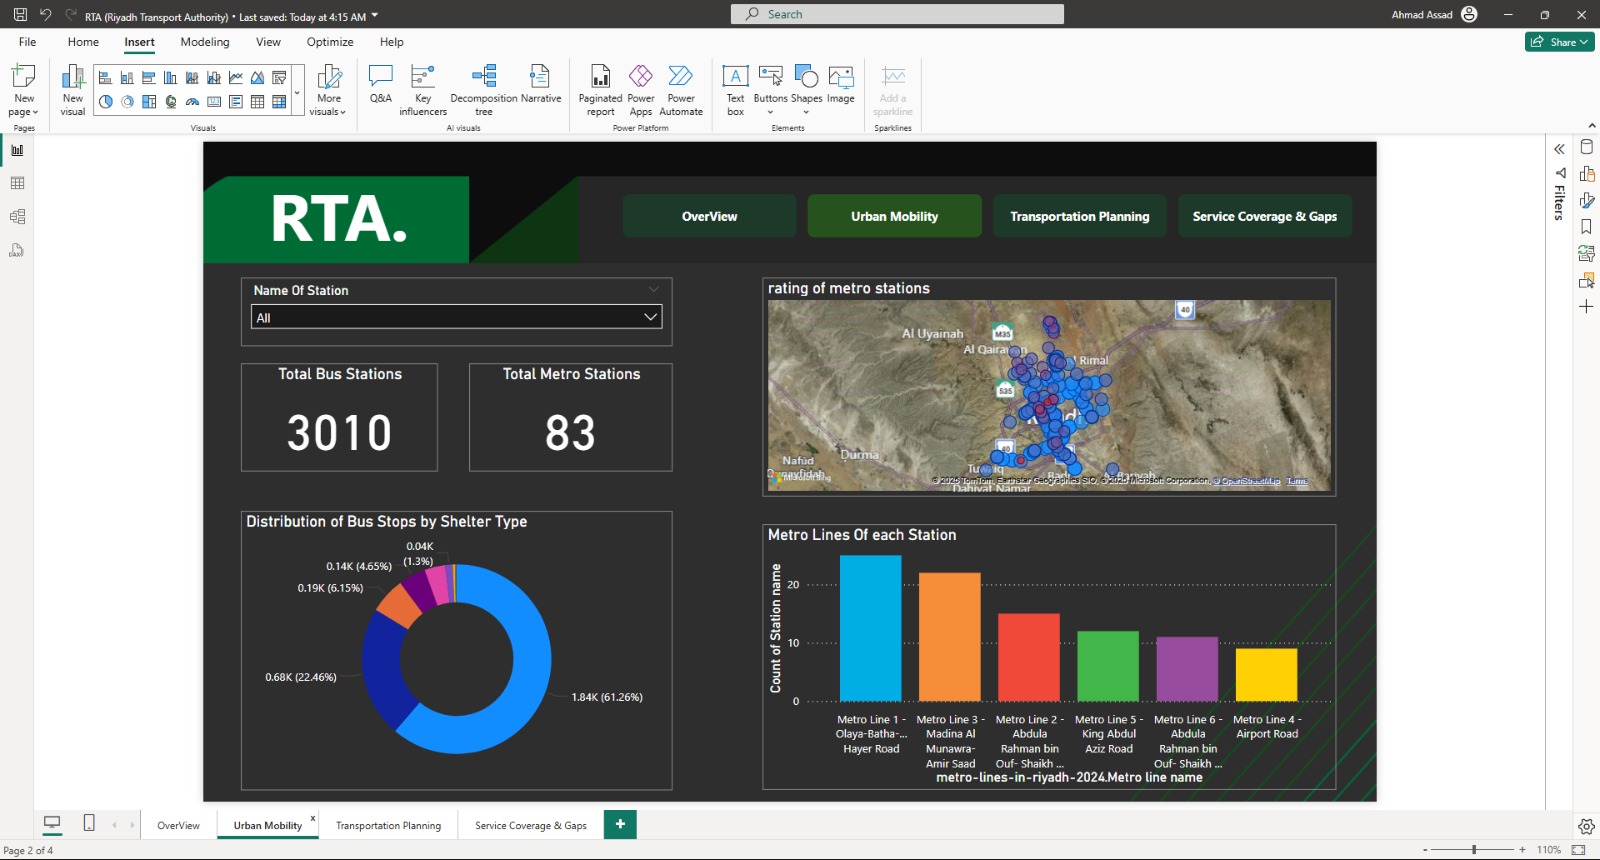 RTA (Riyadh Transport Authority) • Last saved: Today at 4:15 AM
Search
Ahmad Assad
File Home Insert Modeling View Optimize Help
Share
New page
New visual
More visuals
Q&A
Key influencers
Decomposition tree
Narrative
Paginated report
Power Apps
Power Automate
Text box
Buttons
Shapes
Image
Add a sparkline
Pages
Visuals
AI visuals
Power Platform
Elements
Sparklines
Filters
RTA.
OverView
Urban Mobility
Transportation Planning
Service Coverage & Gaps
Name Of Station
All
Total Bus Stations
3010
Total Metro Stations
83
rating of metro stations
40
Al Uyainah
M35
Al Qairawan
Rimal
535
Durma
Nafud
Qunayfidah
Tuwaiq
Dahiyat Namar
Microsoft Bing
© 2025 TomTom, Earthstar Geographics SIO, © 2025 Microsoft Corporation, © OpenStreetMap Terms
Distribution of Bus Stops by Shelter Type
0.04K
(1.3%)
0.14K (4.65%)
0.19K (6.15%)
0.68K (22.46%)
1.84K (61.26%)
Metro Lines Of each Station
Count of Station name
20
10
0
Metro Line 1 -
Olaya-Batha-...
Hayer Road
Metro Line 3 -
Madina Al
Munawra-
Amir Saad
Metro Line 2 -
Abdula
Rahman bin
Ouf- Shaikh ...
Metro Line 5 -
King Abdul
Aziz Road
Metro Line 6 -
Abdula
Rahman bin
Ouf- Shaikh ...
Metro Line 4 -
Airport Road
metro-lines-in-riyadh-2024.Metro line name
OverView
Urban Mobility x
Transportation Planning
Service Coverage & Gaps
+
Page 2 of 4
- + 110%